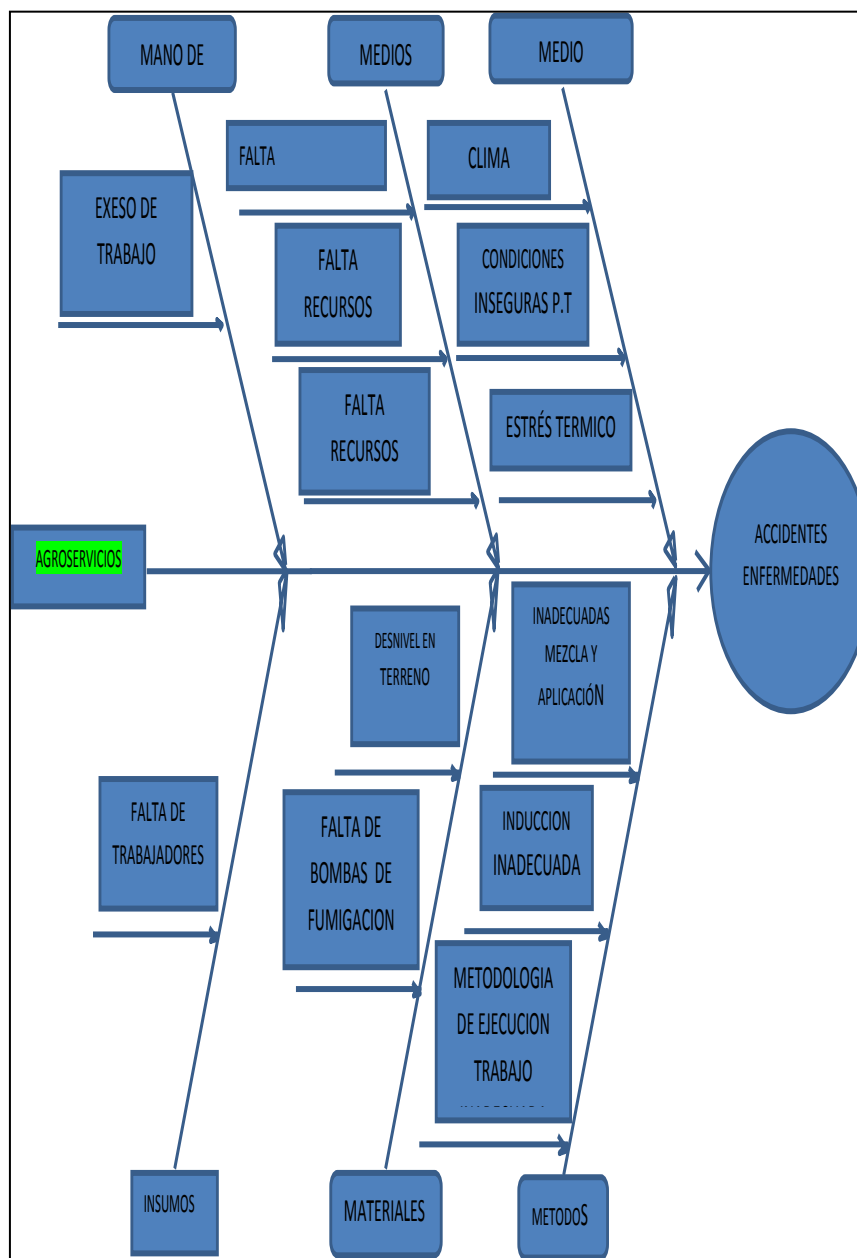 MANO DE
MEDIOS
MEDIO
FALTA
CLIMA
EXESO DE
TRABAJO
FALTA
RECURSOS
CONDICIONES
INSEGURAS P.T
FALTA
RECURSOS
ESTRÉS TERMICO
AGROSERVICIOS
ACCIDENTES
ENFERMEDADES
DESNIVEL EN
TERRENO
INADECUADAS
MEZCLA Y
APLICACIÓN
FALTA DE
TRABAJADORES
FALTA DE
BOMBAS DE
FUMIGACION
INDUCCION
INADECUADA
METODOLOGIA
DE EJECUCION
TRABAJO
INSUMOS
MATERIALES
METODOS